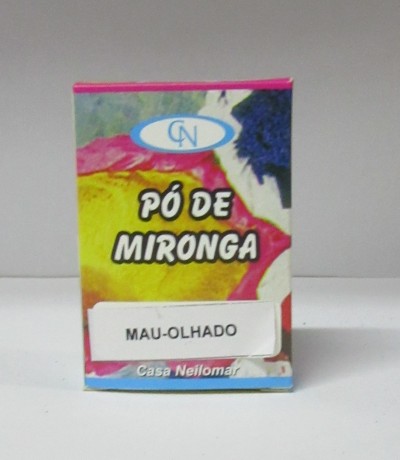 CN
PÓ DE
MIRONGA
MAU-OLHADO
Casa Neilomar